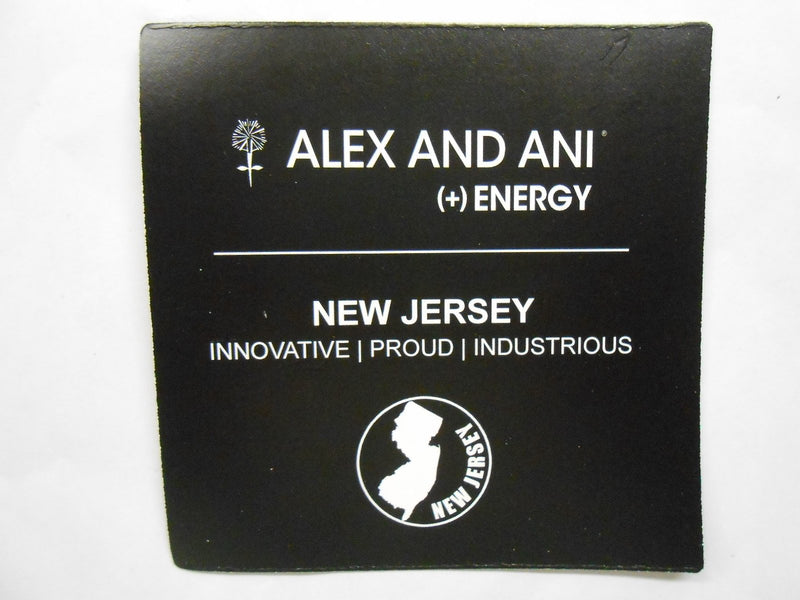 ALEX AND ANI®
(+) ENERGY
NEW JERSEY
INNOVATIVE | PROUD | INDUSTRIOUS
NEW JERSEY